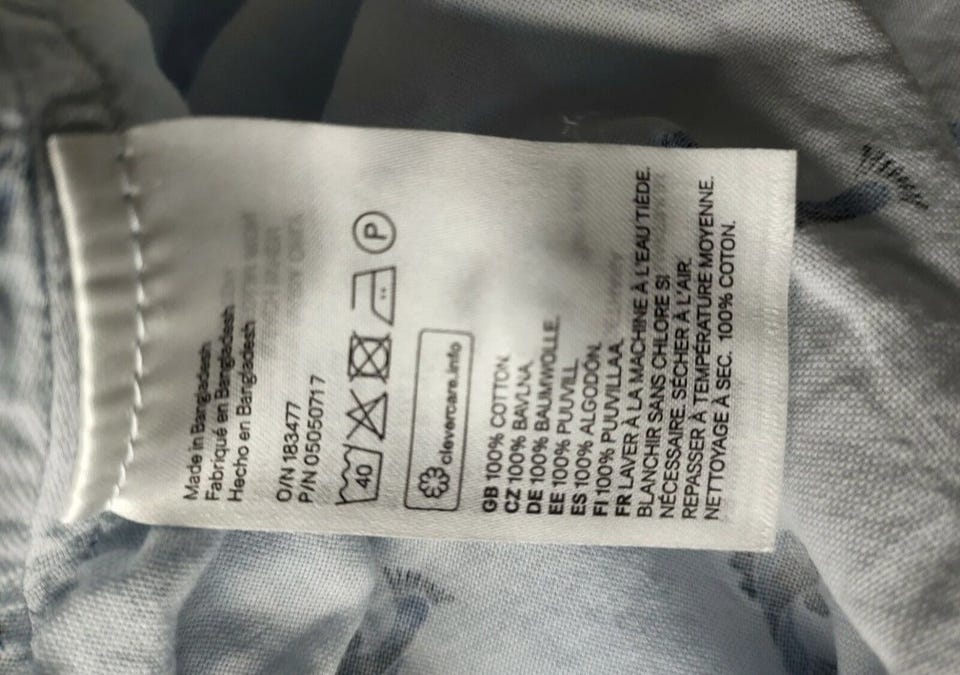 Made in Bangladesh
Fabriqué en Bangladesh
Hecho en Bangladesh
O/N 183477
P/N 05050717
40 P
clevercare.info
GB 100% COTTON.
CZ 100% BAVLNA.
DE 100% BAUMWOLLE.
EE 100% PUUVILL.
ES 100% ALGODÓN.
FI 100% PUUVILLAA.
FR LAVER À LA MACHINE À L'EAU TIÈDE.
BLANCHIR SANS CHLORE SI
NÉCESSAIRE. SÉCHER À L'AIR.
REPASSER À TEMPÉRATURE MOYENNE.
NETTOYAGE À SEC. 100% COTON.